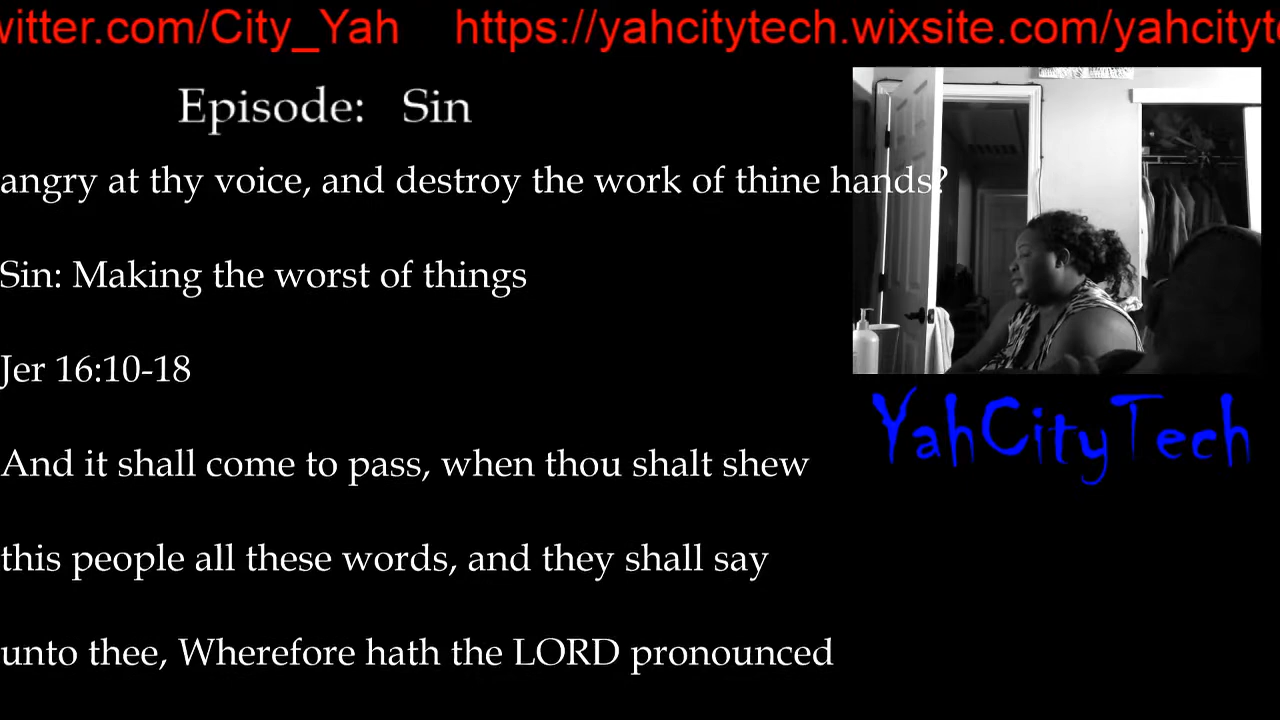 witter.com/City_Yah https://yahcitytech.wixsite.com/yahcityt
Episode: Sin
angry at thy voice, and destroy the work of thine hands?
Sin: Making the worst of things
Jer 16:10-18
YahCityTech
And it shall come to pass, when thou shalt shew
this people all these words, and they shall say
unto thee, Wherefore hath the LORD pronounced